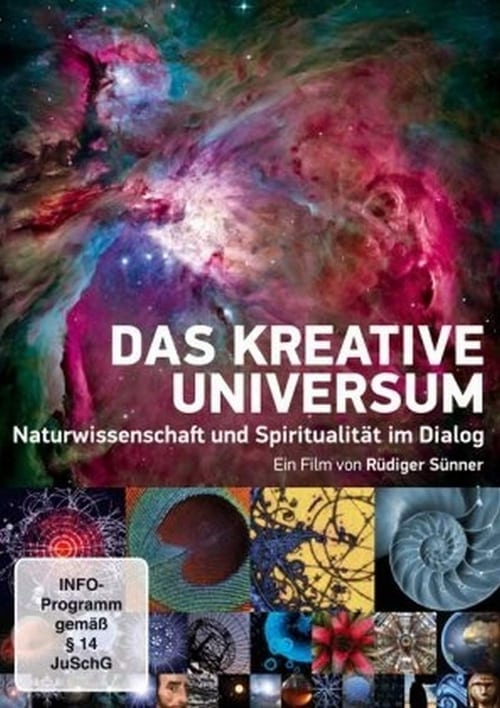 DAS KREATIVE
UNIVERSUM
Naturwissenschaft und Spiritualität im Dialog
Ein Film von Rüdiger Sünner
INFO-
Programm
gemäß
§ 14
JuSchG